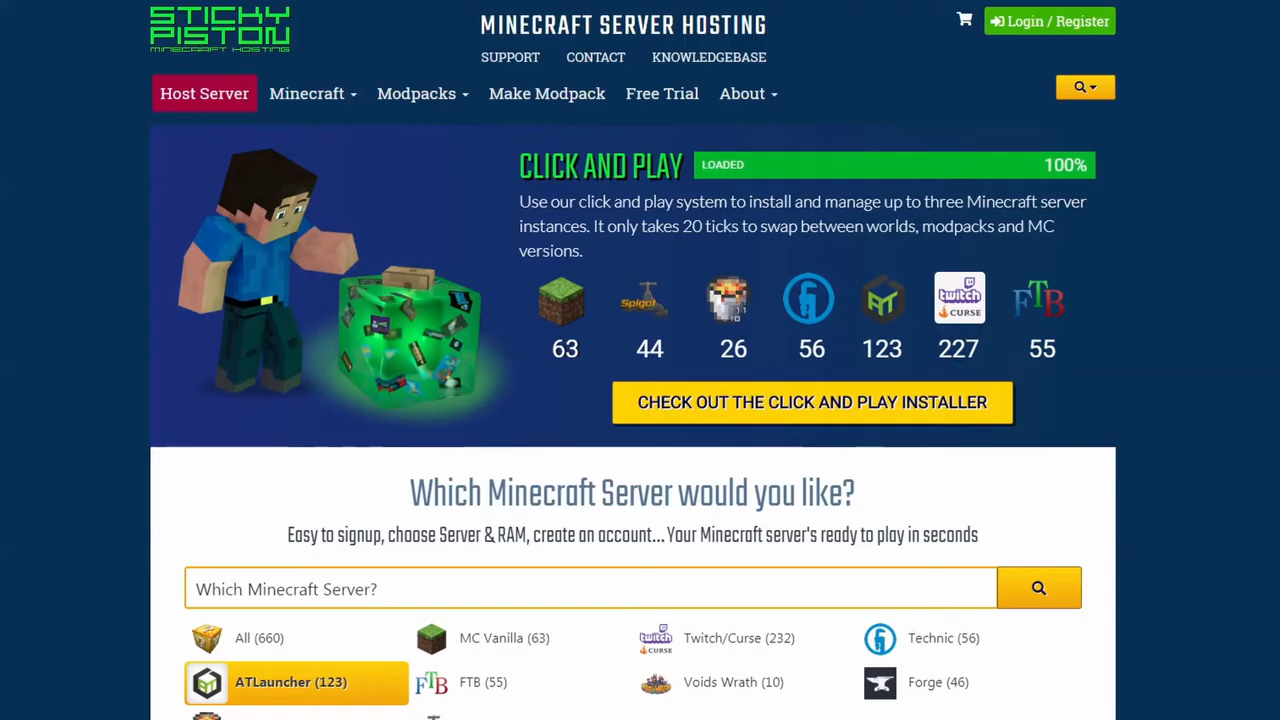 STICKY
PISTON
MINECRAFT HOSTING
MINECRAFT SERVER HOSTING
SUPPORT CONTACT KNOWLEDGEBASE
Login / Register
Host Server Minecraft Modpacks Make Modpack Free Trial About
CLICK AND PLAY
LOADED 100%
Use our click and play system to install and manage up to three Minecraft server
instances. It only takes 20 ticks to swap between worlds, modpacks and MC
versions.
Spigot twitch CURSE FTB
63 44 26 56 123 227 55
CHECK OUT THE CLICK AND PLAY INSTALLER
Which Minecraft Server would you like?
Easy to signup, choose Server & RAM, create an account... Your Minecraft server's ready to play in seconds
Which Minecraft Server?
All (660) MC Vanilla (63) twitch CURSE Twitch/Curse (232) Technic (56)
ATLauncher (123) FTB FTB (55) Voids Wrath (10) Forge (46)